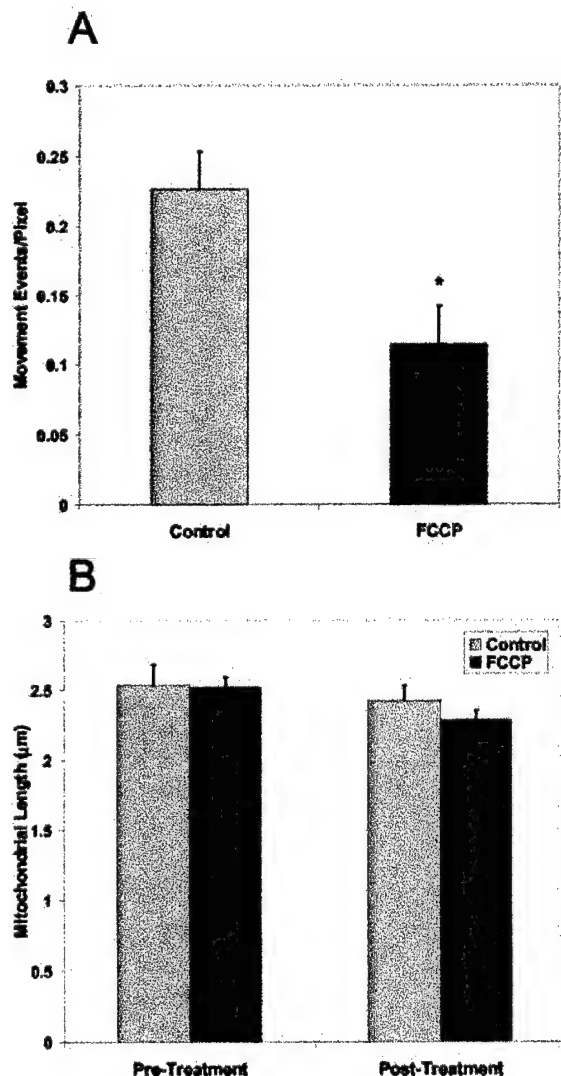 A
0.3
0.25
0.2
0.15
0.1
0.05
0
Movement Events/Pixel
*
Control
FCCP
B
3
2.5
2
1.5
1
0.5
0
Mitochondrial Length (µm)
Control
FCCP
Pre-Treatment
Post-Treatment